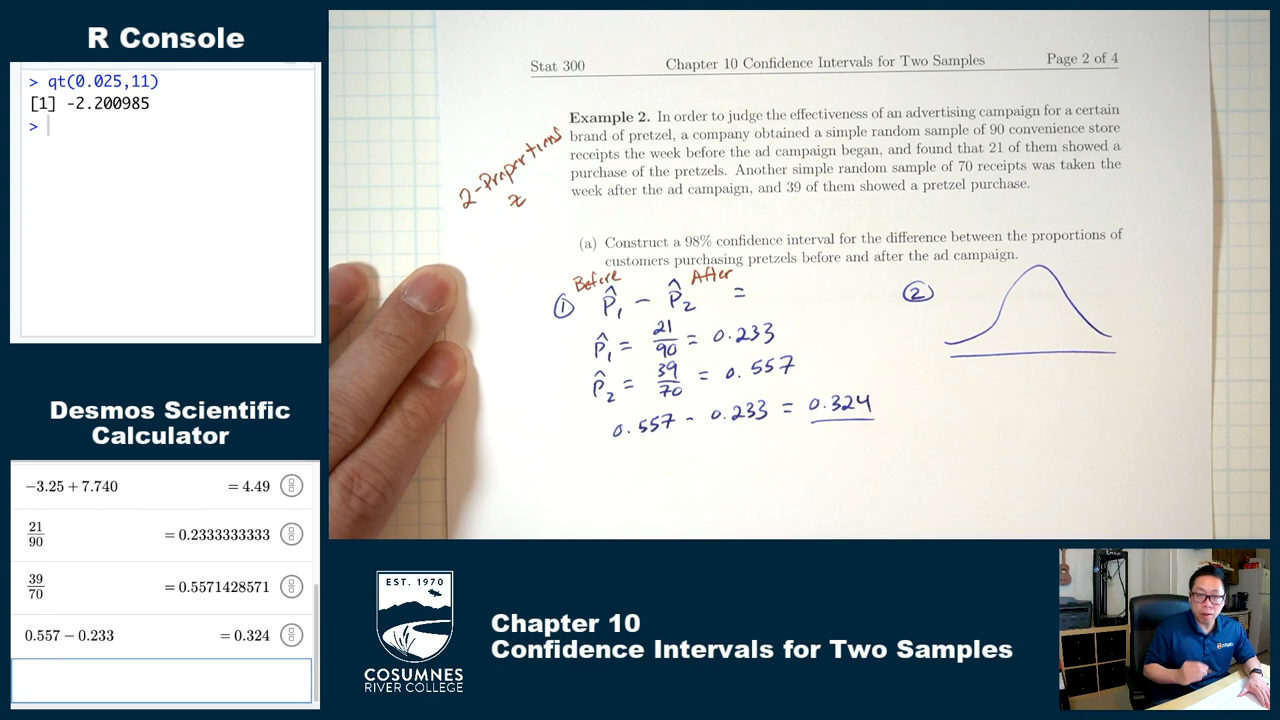 R Console
> qt(0.025,11)
[1] -2.200985
>
Desmos Scientific
Calculator
−3.25 + 7.740 = 4.49
21/90 = 0.2333333333
39/70 = 0.5571428571
0.557 − 0.233 = 0.324
Stat 300 Chapter 10 Confidence Intervals for Two Samples Page 2 of 4
2-Proportions
z
Example 2. In order to judge the effectiveness of an advertising campaign for a certain
brand of pretzel, a company obtained a simple random sample of 90 convenience store
receipts the week before the ad campaign began, and found that 21 of them showed a
purchase of the pretzels. Another simple random sample of 70 receipts was taken the
week after the ad campaign, and 39 of them showed a pretzel purchase.
(a) Construct a 98% confidence interval for the difference between the proportions of
customers purchasing pretzels before and after the ad campaign.
Before After
① p̂₁ − p̂₂ =
p̂₁ = 21/90 = 0.233
p̂₂ = 39/70 = 0.557
0.557 - 0.233 = 0.324
②
EST. 1970
COSUMNES
RIVER COLLEGE
Chapter 10
Confidence Intervals for Two Samples